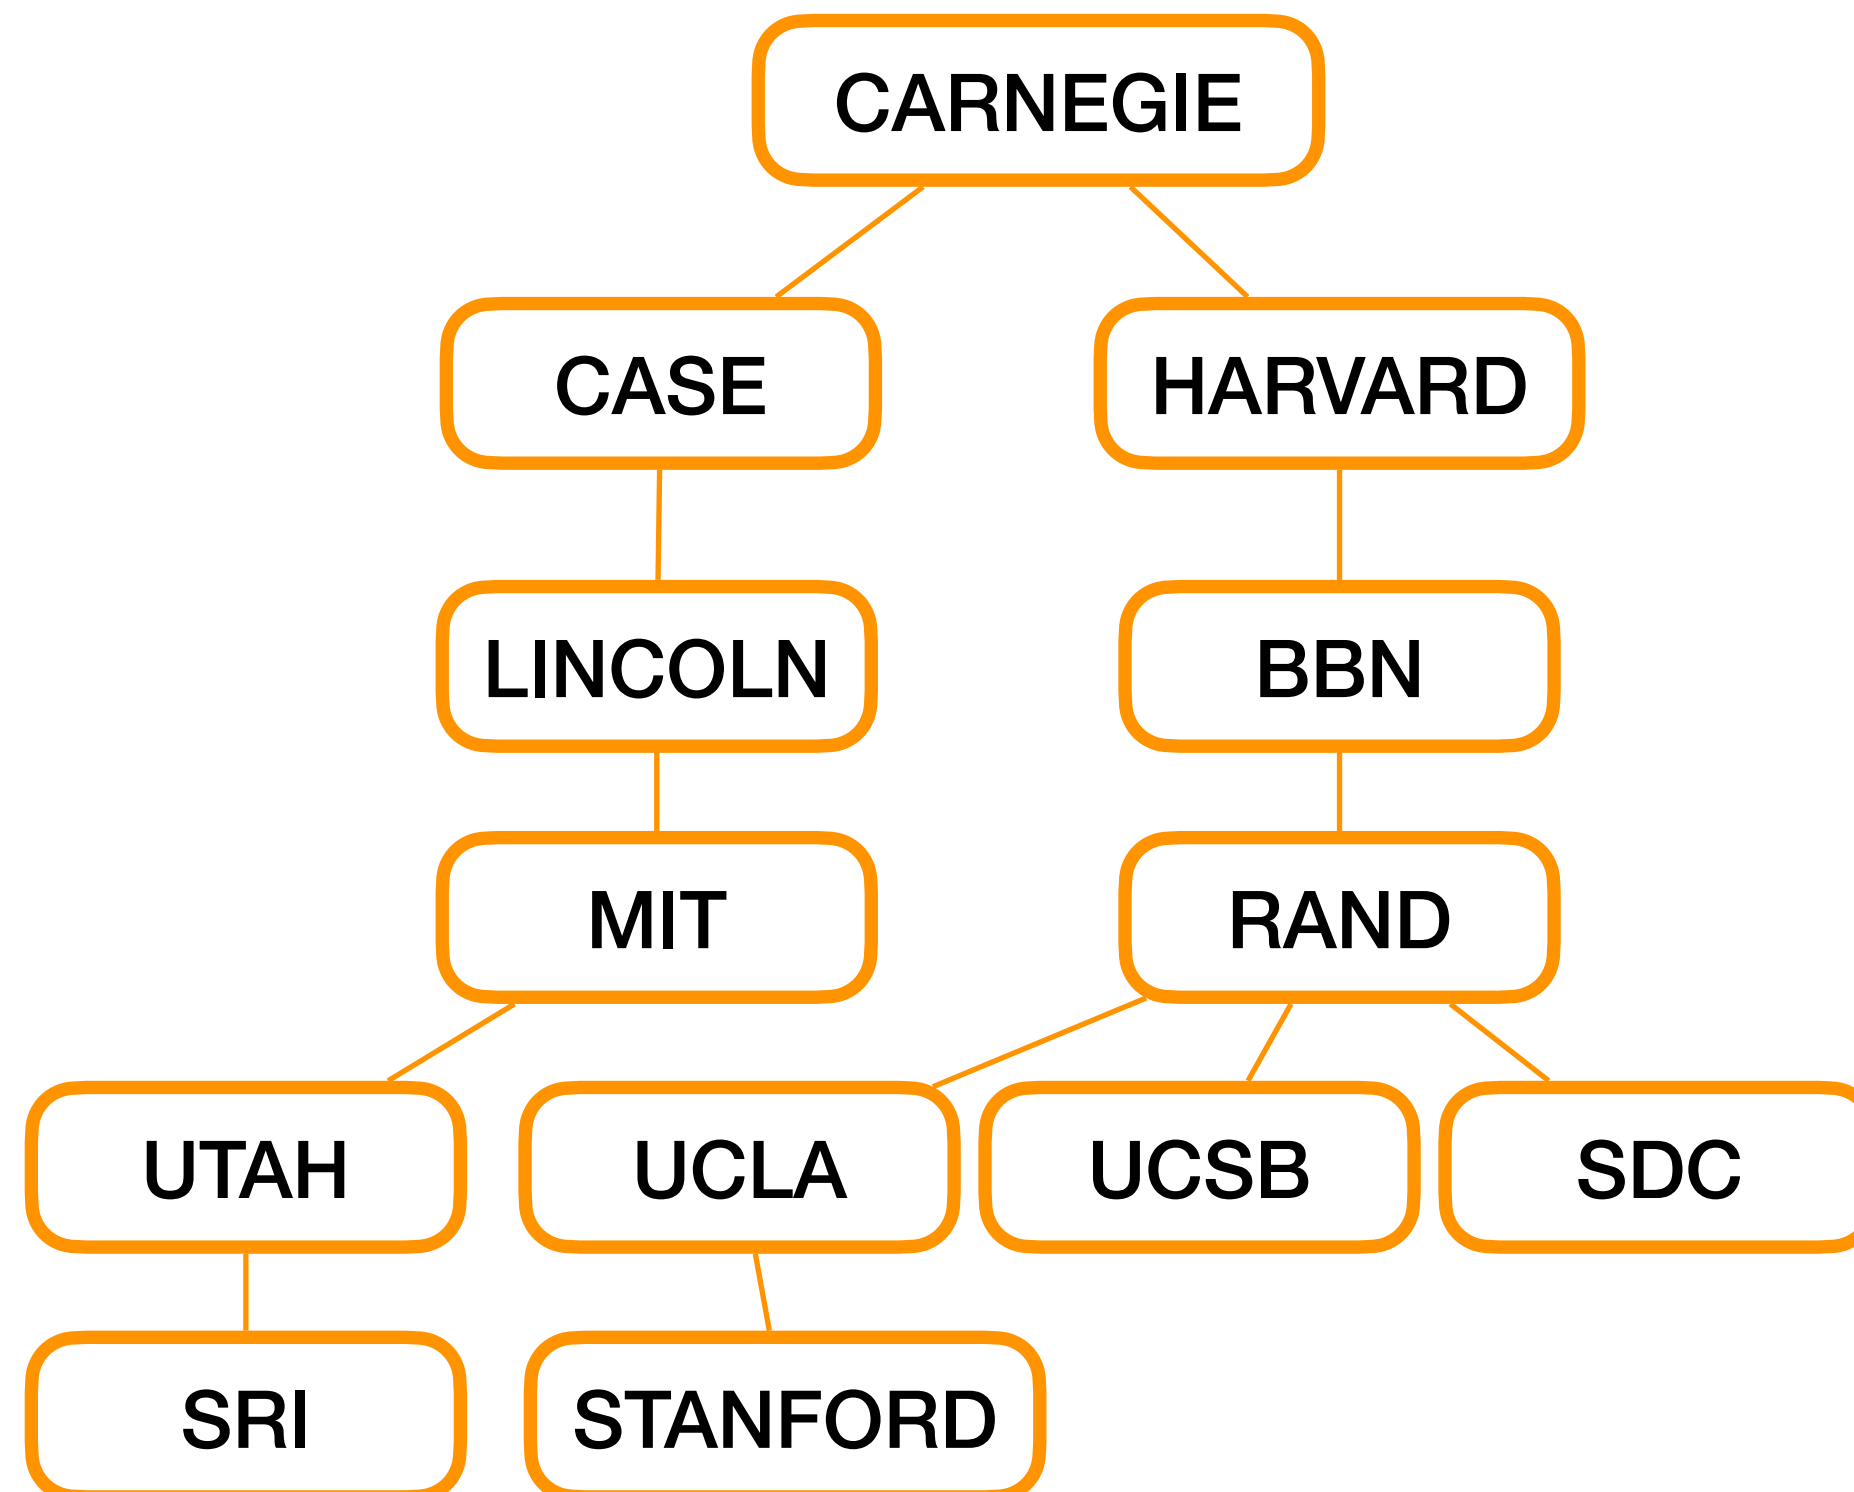 CARNEGIE
CASE
HARVARD
LINCOLN
BBN
MIT
RAND
UTAH
UCLA
UCSB
SDC
SRI
STANFORD